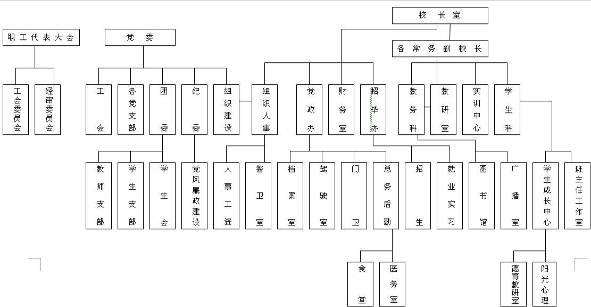 校长室
职工代表大会
党委
各常务副校长
工会委员会
经审委员会
工会
各党支部
团委
纪委
组织建设
组织人事
党政办
财务室
招毕办
教务科
教研室
实训中心
学生科
教师支部
学生支部
学生会
党风廉政建设
人事工资
警卫室
档案室
驾驶室
门卫
总务后勤
招生
就业实习
图书馆
广播室
学生成长中心
班主任工作室
食堂
医务室
德育教研室
阳光心理